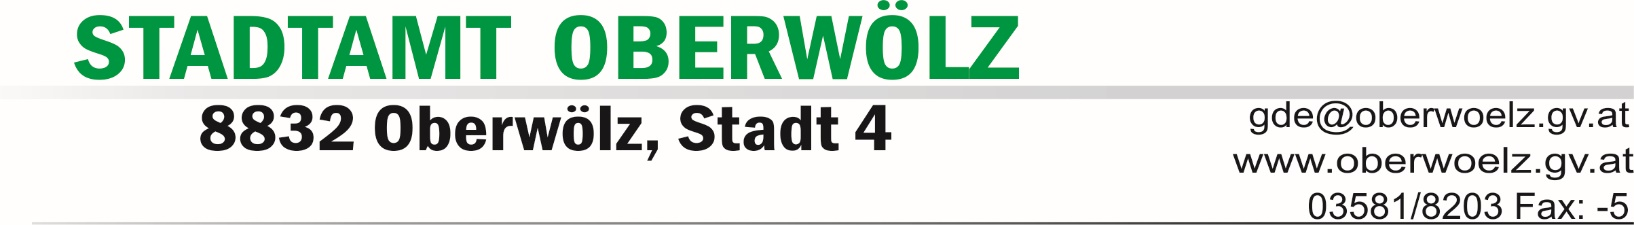 STADTAMT OBERWÖLZ
8832 Oberwölz, Stadt 4
gde@oberwoelz.gv.at
www.oberwoelz.gv.at
03581/8203 Fax: -5